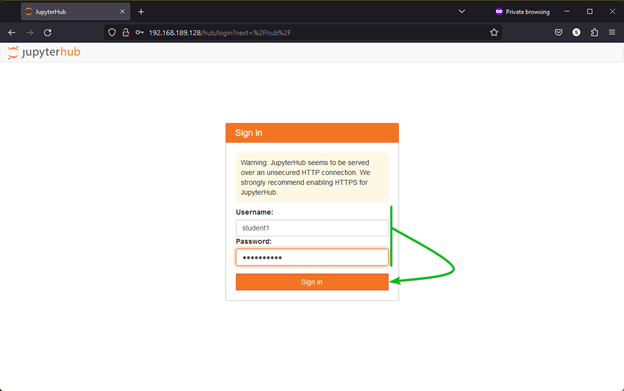 JupyterHub
Private browsing
192.168.189.128/hub/login?next=%2Fhub%2F
S
jupyterhub
Sign in
Warning: JupyterHub seems to be served
over an unsecured HTTP connection. We
strongly recommend enabling HTTPS for
JupyterHub.
Username:
student1
Password:
Sign in